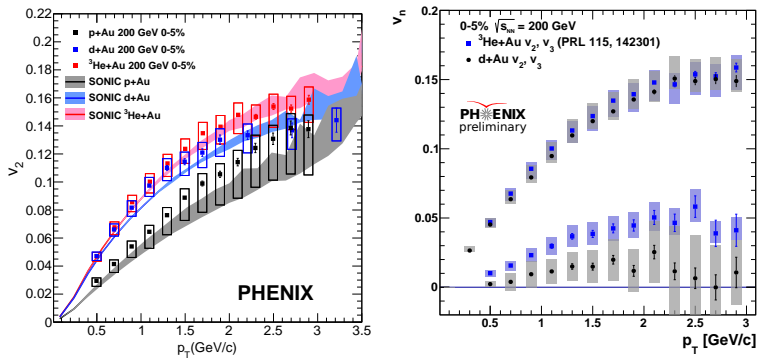 p+Au 200 GeV 0-5%
d+Au 200 GeV 0-5%
³He+Au 200 GeV 0-5%
SONIC p+Au
SONIC d+Au
SONIC ³He+Au
PHENIX
v₂
0.22
0.2
0.18
0.16
0.14
0.12
0.1
0.08
0.06
0.04
0.02
0
0.5 1 1.5 2 2.5 3 3.5
p_T(GeV/c)
0-5% √s_NN = 200 GeV
³He+Au v₂, v₃ (PRL 115, 142301)
d+Au v₂, v₃
PHENIX
preliminary
vₙ
0.2
0.15
0.1
0.05
0
0.5 1 1.5 2 2.5 3
p_T [GeV/c]